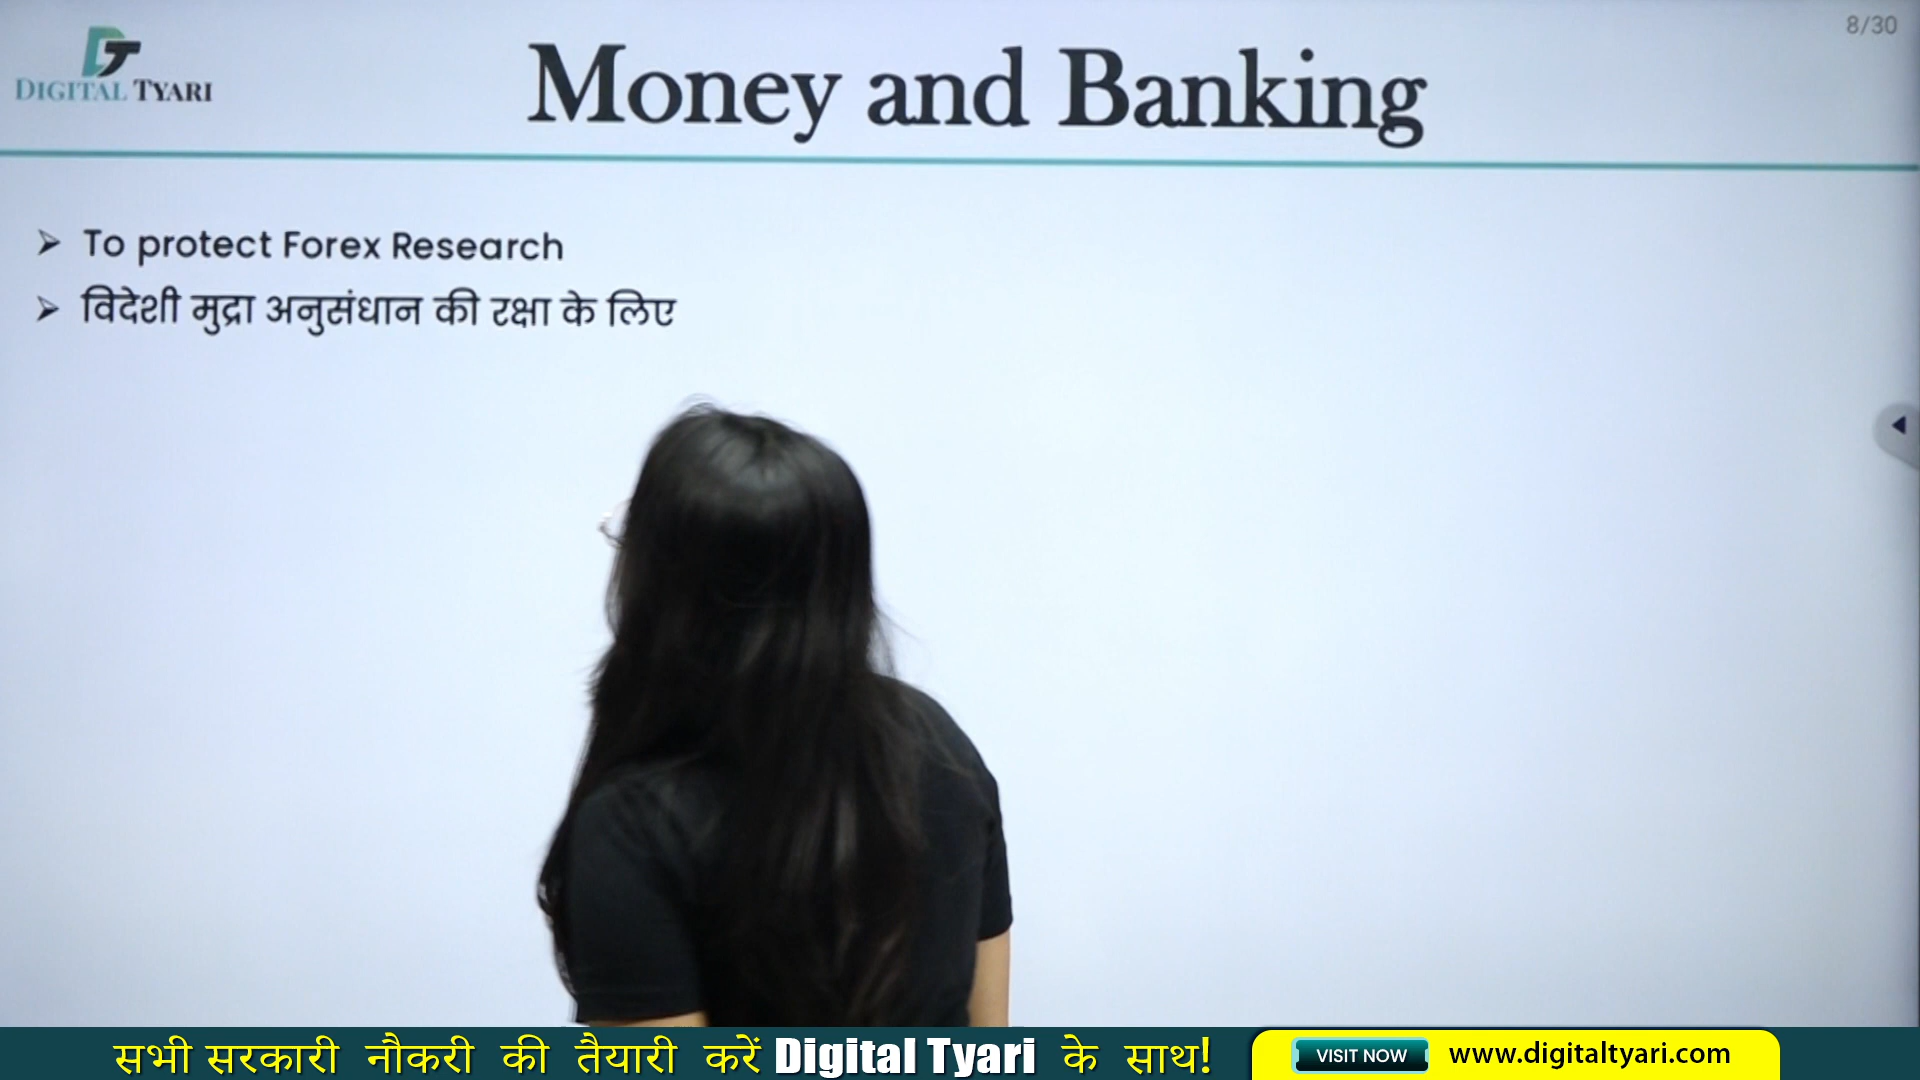 8/30
DT
DIGITAL TYARI
Money and Banking
➢ To protect Forex Research
➢ विदेशी मुद्रा अनुसंधान की रक्षा के लिए
सभी सरकारी नौकरी की तैयारी करें Digital Tyari के साथ!
VISIT NOW
www.digitaltyari.com